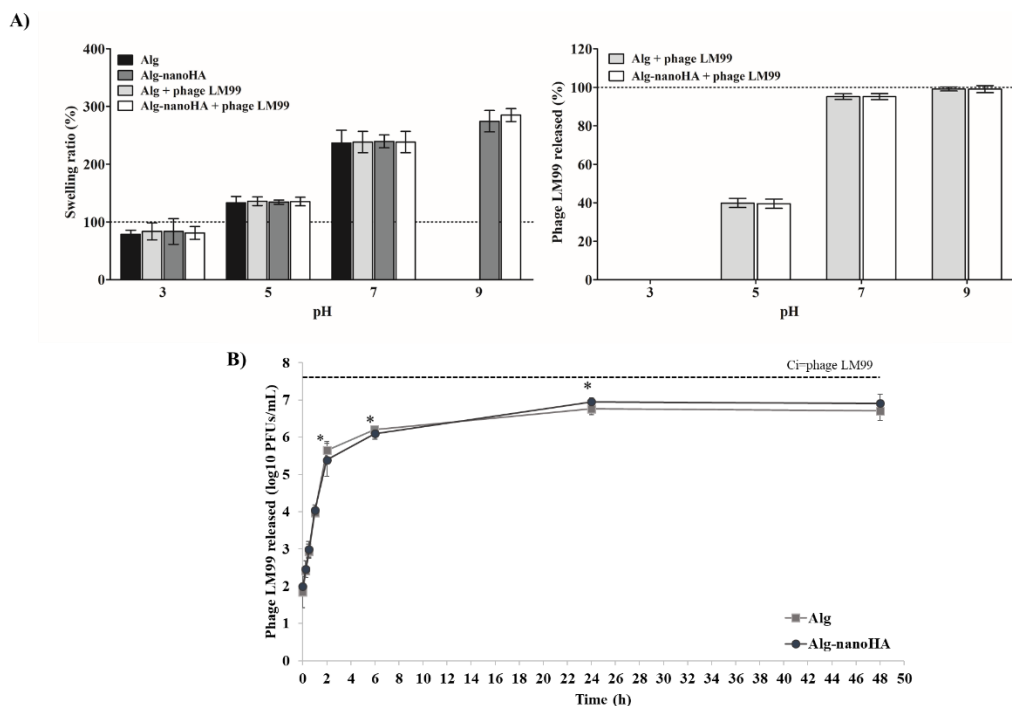 A)
400
300
200
100
0
Swelling ratio (%)
Alg
Alg-nanoHA
Alg + phage LM99
Alg-nanoHA + phage LM99
3 5 7 9
pH
120
100
80
60
40
20
0
Phage LM99 released (%)
Alg + phage LM99
Alg-nanoHA + phage LM99
3 5 7 9
pH
B)
8
7
6
5
4
3
2
1
0
Phage LM99 released (log10 PFUs/mL)
Ci=phage LM99
*
*
*
Alg
Alg-nanoHA
0 2 4 6 8 10 12 14 16 18 20 22 24 26 28 30 32 34 36 38 40 42 44 46 48 50
Time (h)